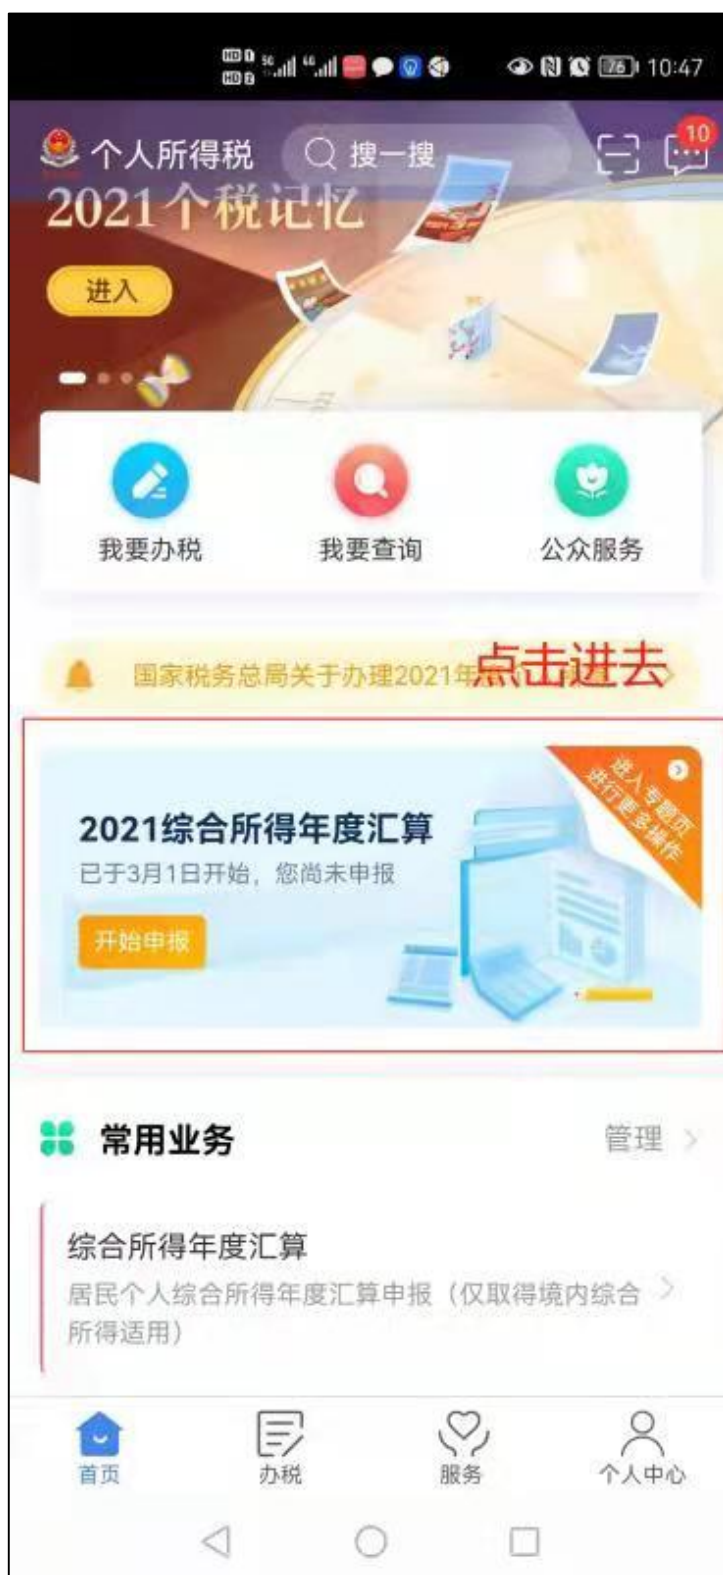 HD 1 5G 4G 76 10:47
HD 2
个人所得税 搜一搜 10
2021个税记忆
进入
我要办税 我要查询 公众服务
点击进去
国家税务总局关于办理2021年
进入专题页
进行更多操作
2021综合所得年度汇算
已于3月1日开始，您尚未申报
开始申报
常用业务 管理
综合所得年度汇算
居民个人综合所得年度汇算申报（仅取得境内综合
所得适用）
首页 办税 服务 个人中心